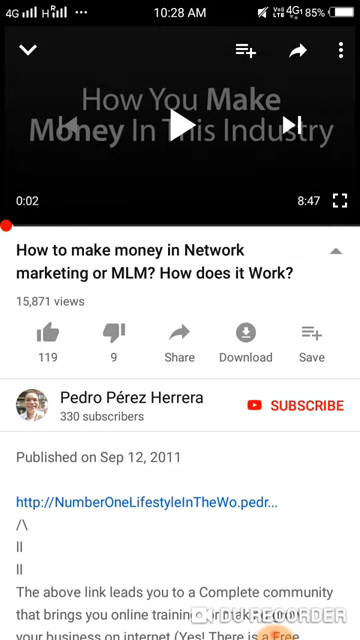 4G R H ... 10:28 AM VoLTE 4G 85%
How You Make
Money In This Industry
0:02 8:47
How to make money in Network
marketing or MLM? How does it Work?
15,871 views
119 9 Share Download Save
Pedro Pérez Herrera
330 subscribers
SUBSCRIBE
Published on Sep 12, 2011
http://NumberOneLifestyleInTheWo.pedr...
/\
||
||
The above link leads you to a Complete community
that brings you online training
your business on internet (Yes! There is a Free
DU RECORDER